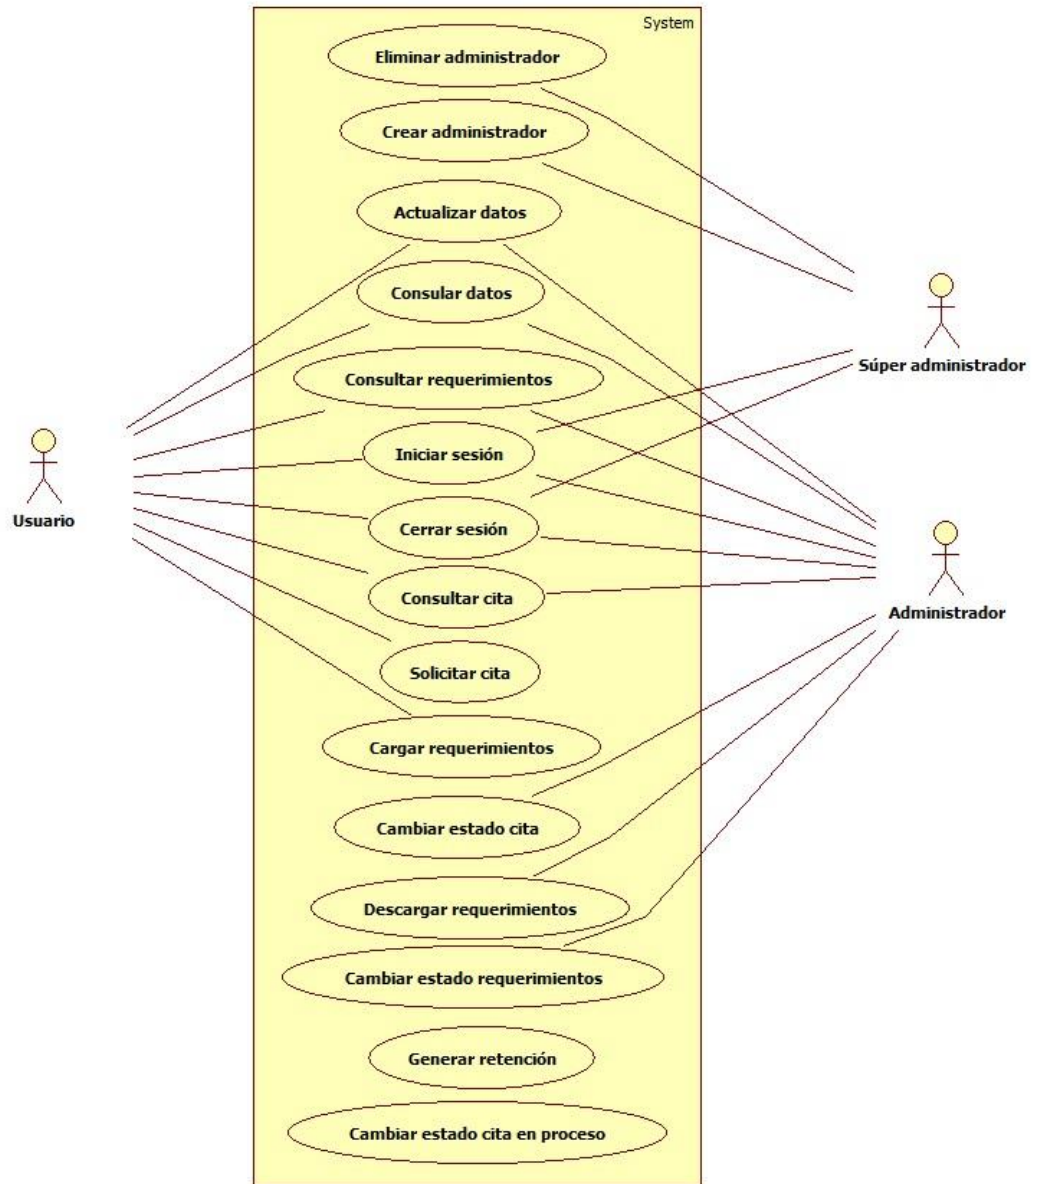 System
Eliminar administrador
Crear administrador
Actualizar datos
Consular datos
Consultar requerimientos
Súper administrador
Iniciar sesión
Usuario
Cerrar sesión
Consultar cita
Administrador
Solicitar cita
Cargar requerimientos
Cambiar estado cita
Descargar requerimientos
Cambiar estado requerimientos
Generar retención
Cambiar estado cita en proceso